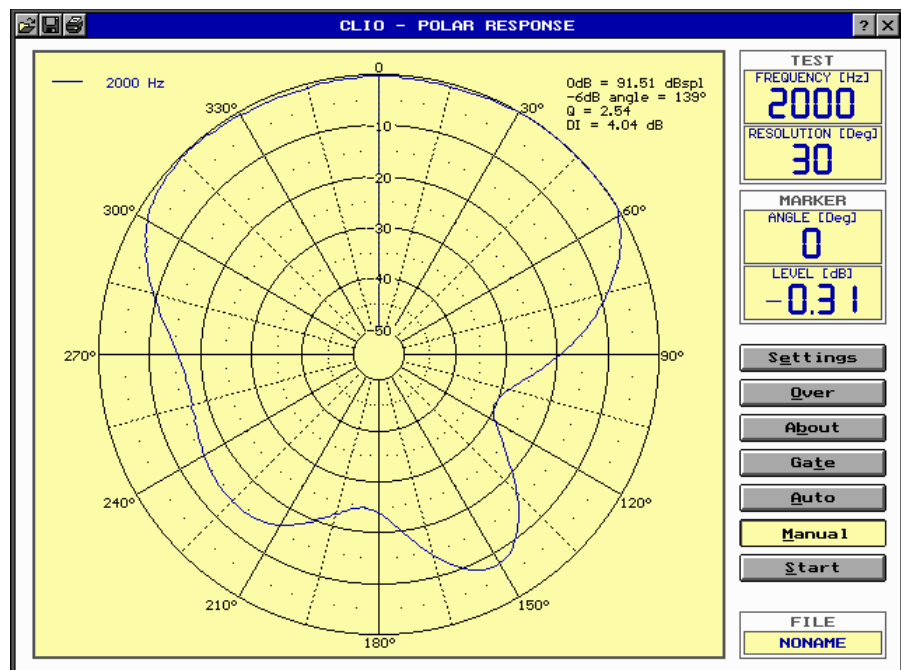 CLIO - POLAR RESPONSE
? ×
2000 Hz
0dB = 91.51 dBspl
-6dB angle = 139°
Q = 2.54
DI = 4.04 dB
0
330°
30°
-10
-20
300°
60°
-30
-40
-50
270°
90°
240°
120°
210°
150°
180°
TEST
FREQUENCY [Hz]
2000
RESOLUTION [Deg]
30
MARKER
ANGLE [Deg]
0
LEVEL [dB]
-0.31
Settings
Over
About
Gate
Auto
Manual
Start
FILE
NONAME